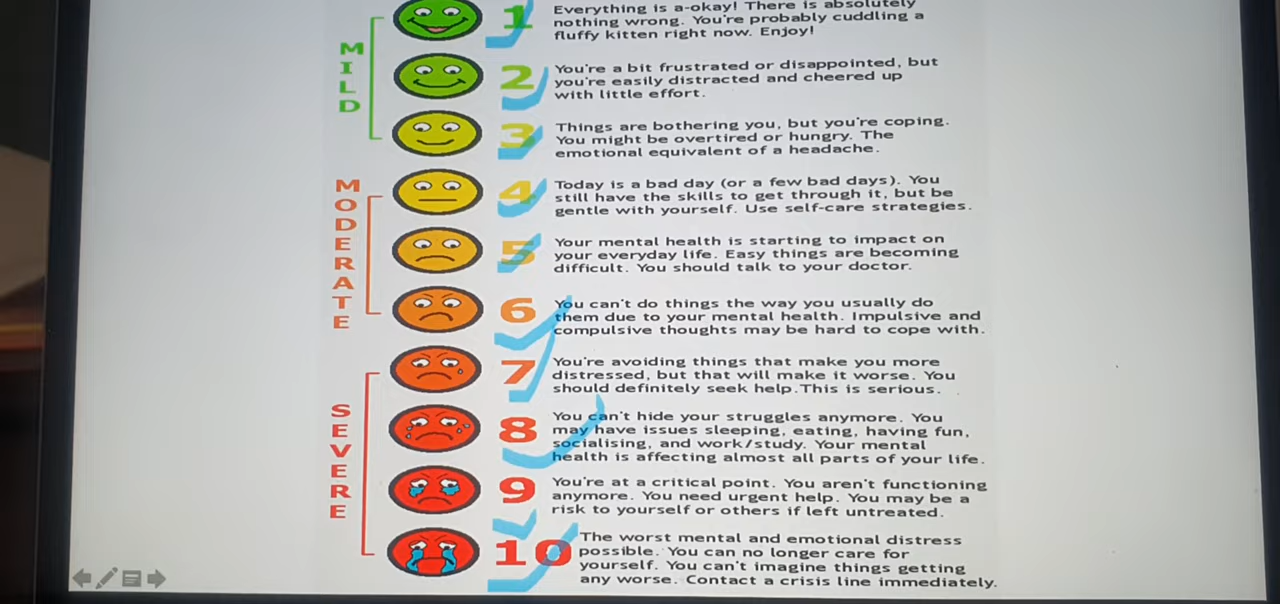 MILD
1
Everything is a-okay! There is absolutely
nothing wrong. You're probably cuddling a
fluffy kitten right now. Enjoy!
2
You're a bit frustrated or disappointed, but
you're easily distracted and cheered up
with little effort.
3
Things are bothering you, but you're coping.
You might be overtired or hungry. The
emotional equivalent of a headache.
MODERATE
4
Today is a bad day (or a few bad days). You
still have the skills to get through it, but be
gentle with yourself. Use self-care strategies.
5
Your mental health is starting to impact on
your everyday life. Easy things are becoming
difficult. You should talk to your doctor.
6
You can't do things the way you usually do
them due to your mental health. Impulsive and
compulsive thoughts may be hard to cope with.
SEVERE
7
You're avoiding things that make you more
distressed, but that will make it worse. You
should definitely seek help.This is serious.
8
You can't hide your struggles anymore. You
may have issues sleeping, eating, having fun,
socialising, and work/study. Your mental
health is affecting almost all parts of your life.
9
You're at a critical point. You aren't functioning
anymore. You need urgent help. You may be a
risk to yourself or others if left untreated.
10
The worst mental and emotional distress
possible. You can no longer care for
yourself. You can't imagine things getting
any worse. Contact a crisis line immediately.